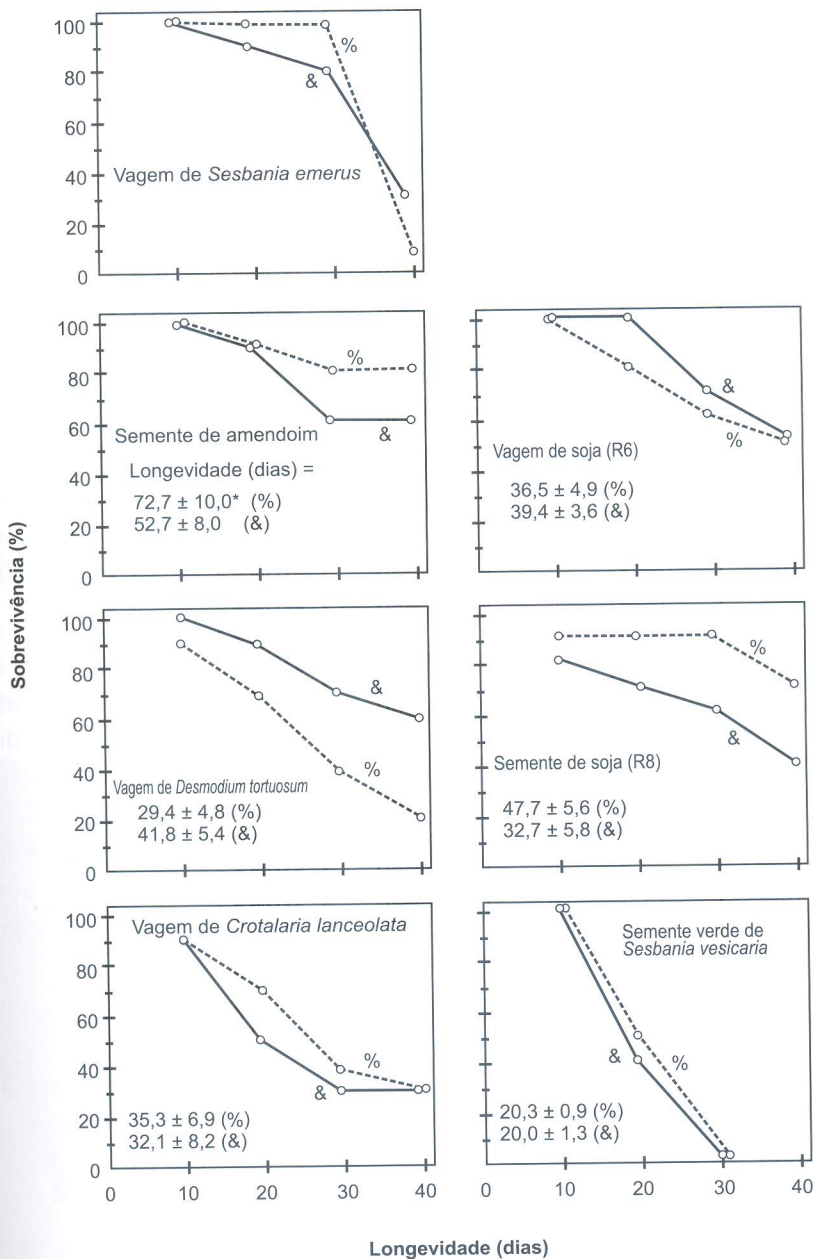 100
80
60
40
20
0
%
&
Vagem de Sesbania emerus
100
80
60
40
20
0
%
&
Semente de amendoim
Longevidade (dias) =
72,7 ± 10,0* (%)
52,7 ± 8,0 (&)
&
%
Vagem de soja (R6)
36,5 ± 4,9 (%)
39,4 ± 3,6 (&)
Sobrevivência (%)
100
80
60
40
20
0
&
%
Vagem de Desmodium tortuosum
29,4 ± 4,8 (%)
41,8 ± 5,4 (&)
%
&
Semente de soja (R8)
47,7 ± 5,6 (%)
32,7 ± 5,8 (&)
100
80
60
40
20
0
Vagem de Crotalaria lanceolata
%
&
35,3 ± 6,9 (%)
32,1 ± 8,2 (&)
0 10 20 30 40
Semente verde de
Sesbania vesicaria
&
%
20,3 ± 0,9 (%)
20,0 ± 1,3 (&)
0 10 20 30 40
Longevidade (dias)